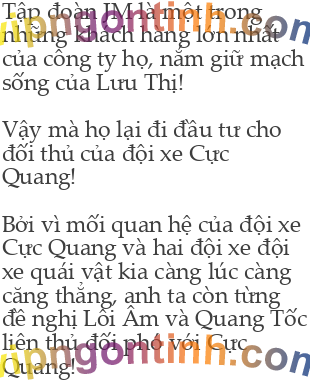 Tập đoàn JM là một trong
những khách hàng lớn nhất
của công ty họ, nắm giữ mạch
sống của Lưu Thị!
Vậy mà họ lại đi đầu tư cho
đối thủ của đội xe Cực
Quang!
Bởi vì mối quan hệ của đội xe
Cực Quang và hai đội xe đội
xe quái vật kia càng lúc càng
căng thẳng, anh ta còn từng
đề nghị Lôi Âm và Quang Tốc
liên thủ đối phó với Cực
Quang!